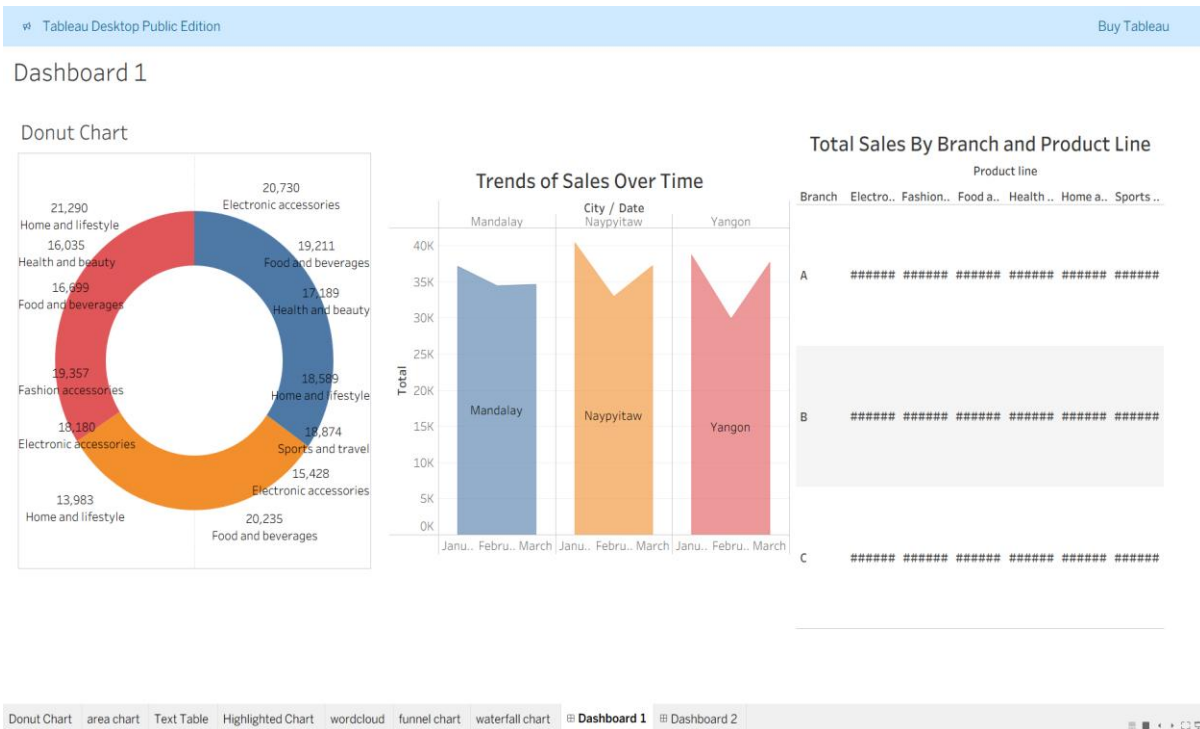 Tableau Desktop Public Edition
Buy Tableau
Dashboard 1
Donut Chart
20,730
Electronic accessories
21,290
Home and lifestyle
16,035
Health and beauty
19,211
Food and beverages
16,699
Food and beverages
17,189
Health and beauty
19,357
Fashion accessories
18,589
Home and lifestyle
18,180
Electronic accessories
18,874
Sports and travel
15,428
Electronic accessories
13,983
Home and lifestyle
20,235
Food and beverages
Trends of Sales Over Time
City / Date
Mandalay Naypyitaw Yangon
Total
40K
35K
30K
25K
20K
15K
10K
5K
0K
Mandalay
Naypyitaw
Yangon
Janu.. Febru.. March Janu.. Febru.. March Janu.. Febru.. March
Total Sales By Branch and Product Line
Product line
Branch Electro.. Fashion.. Food a.. Health .. Home a.. Sports ..
A ###### ###### ###### ###### ###### ######
B ###### ###### ###### ###### ###### ######
C ###### ###### ###### ###### ###### ######
Donut Chart area chart Text Table Highlighted Chart wordcloud funnel chart waterfall chart Dashboard 1 Dashboard 2